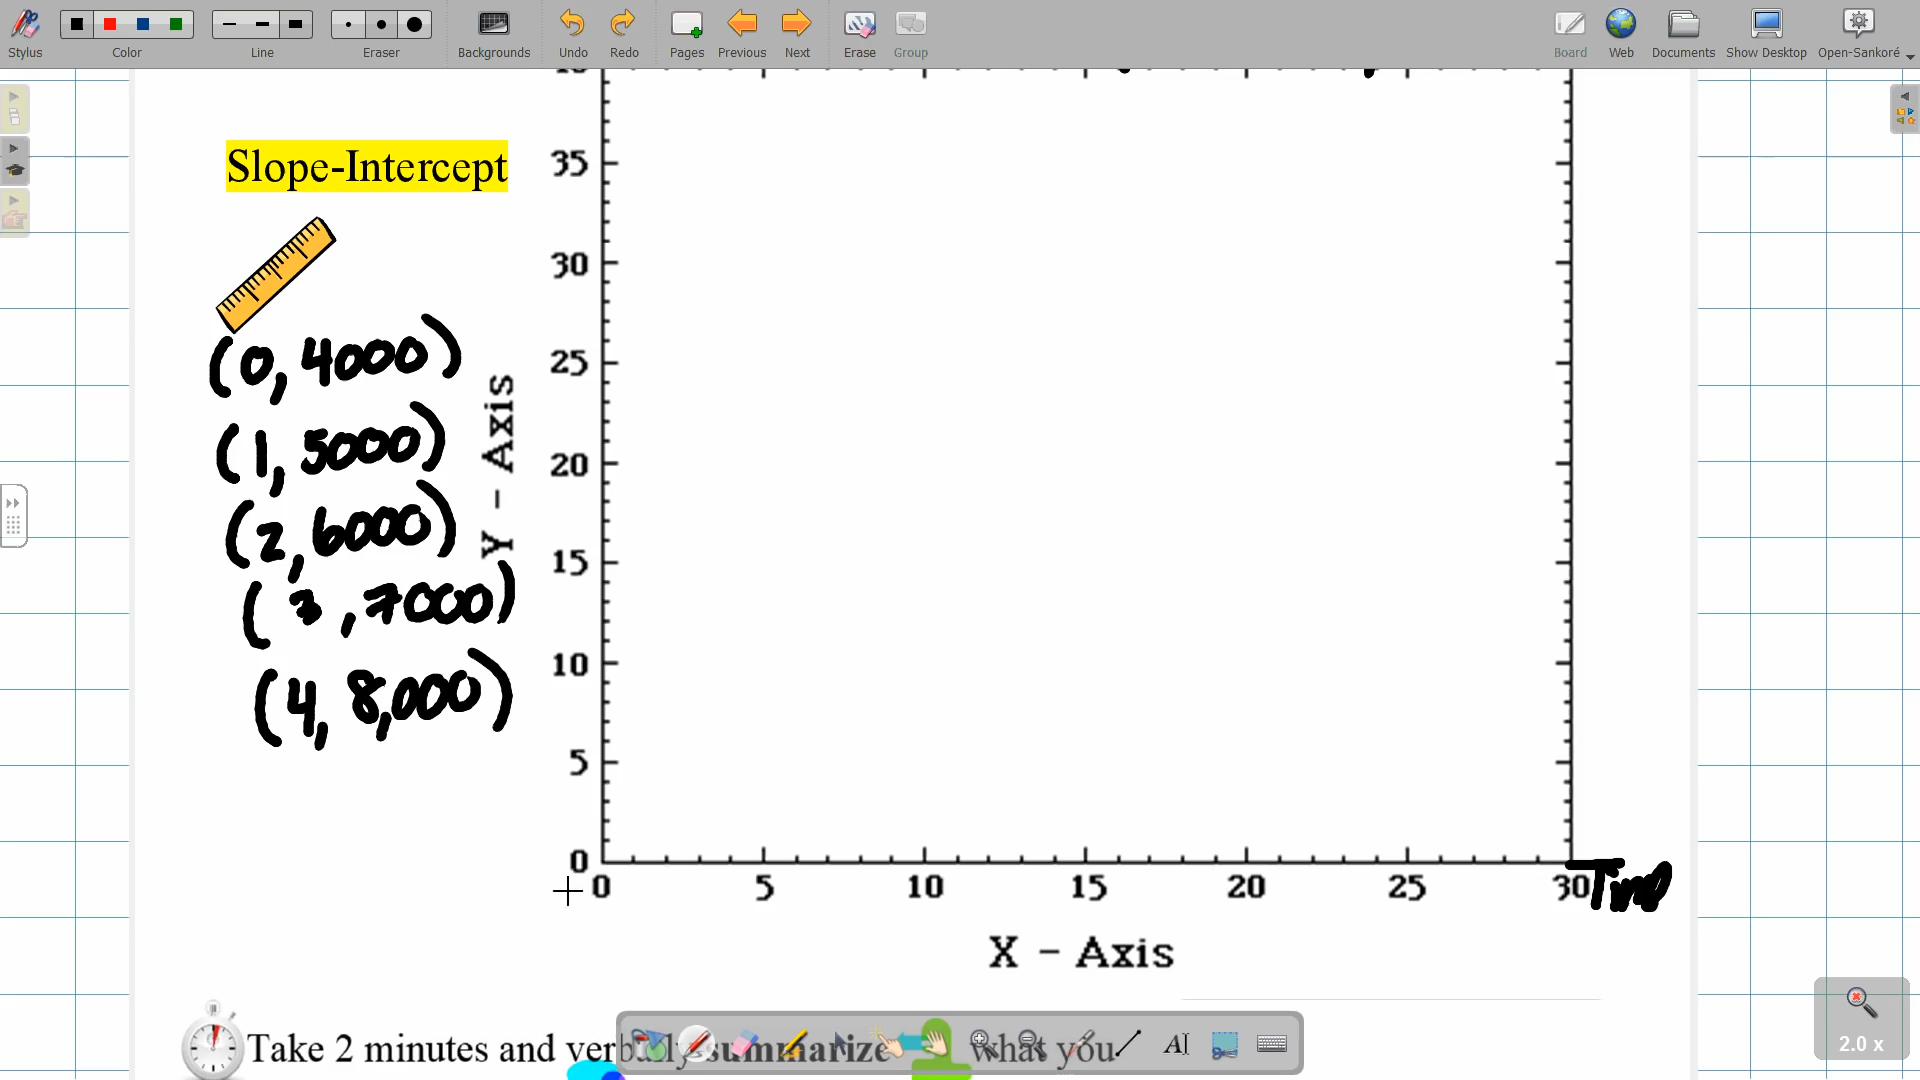 Stylus
Color
Line
Eraser
Backgrounds
Undo
Redo
Pages
Previous
Next
Erase
Group
Board
Web
Documents
Show Desktop
Open-Sankoré
Slope-Intercept
(0, 4000)
(1, 5000)
(2, 6000)
(3, 7000)
(4, 8,000)
Y - Axis
35
30
25
20
15
10
5
0
0 5 10 15 20 25 30
Time
X - Axis
Take 2 minutes and verbally summarize what you
2.0 x